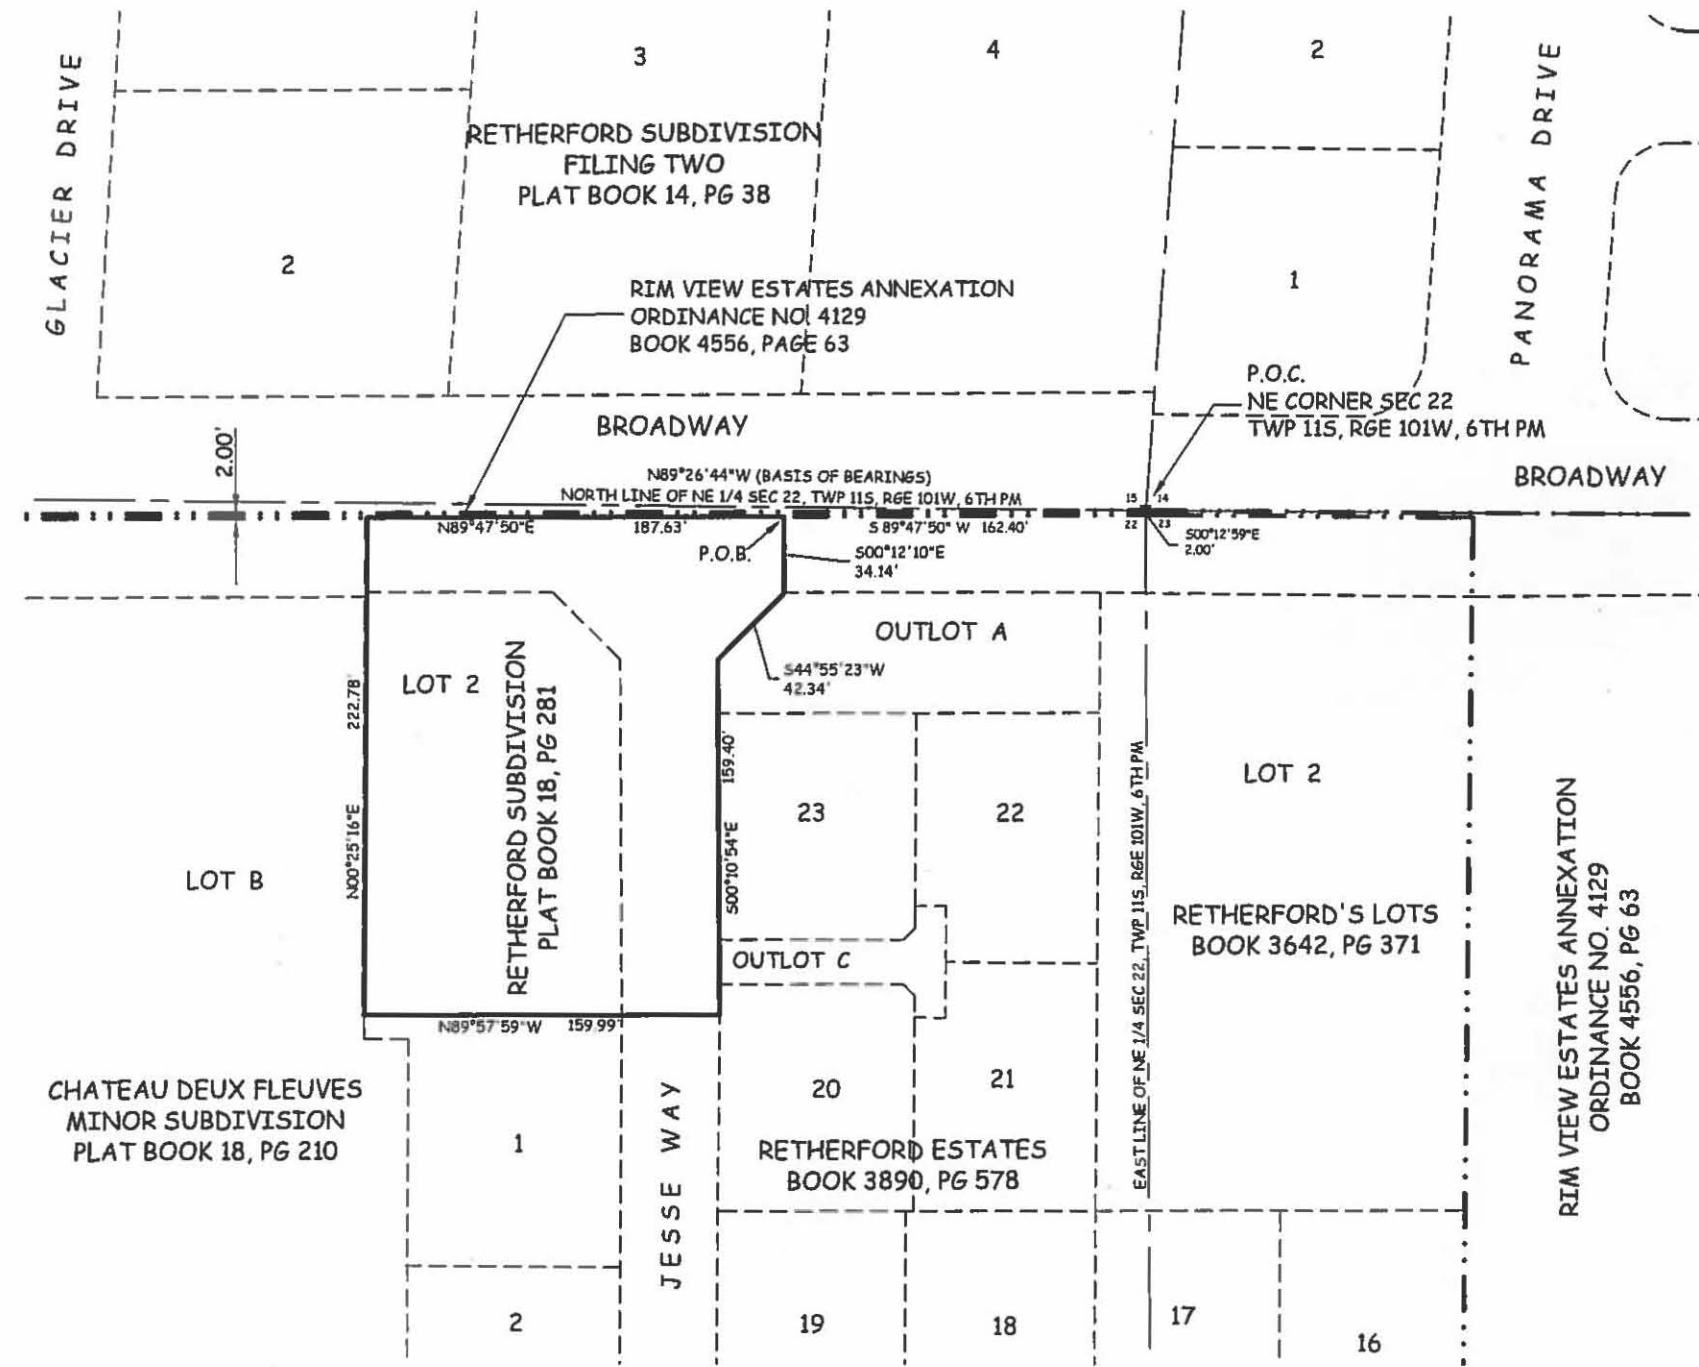 GLACIER DRIVE
3
4
2
PANORAMA DRIVE
RETHERFORD SUBDIVISION
FILING TWO
PLAT BOOK 14, PG 38
2
1
RIM VIEW ESTATES ANNEXATION
ORDINANCE NO. 4129
BOOK 4556, PAGE 63
P.O.C.
NE CORNER SEC 22
TWP 11S, RGE 101W, 6TH PM
2.00'
BROADWAY
BROADWAY
N89°26'44"W (BASIS OF BEARINGS)
NORTH LINE OF NE 1/4 SEC 22, TWP 11S, RGE 101W, 6TH PM
15 14
22 23
N89°47'50"E 187.63'
S 89°47'50" W 162.40'
S00°12'59"E
2.00'
P.O.B.
S00°12'10"E
34.14'
OUTLOT A
S44°55'23"W
42.34'
LOT 2
RETHERFORD SUBDIVISION
PLAT BOOK 18, PG 281
N00°25'16"E 222.78'
S00°10'54"E 159.40'
23
22
EAST LINE OF NE 1/4 SEC 22, TWP 11S, RGE 101W, 6TH PM
LOT 2
LOT B
RETHERFORD'S LOTS
BOOK 3642, PG 371
RIM VIEW ESTATES ANNEXATION
ORDINANCE NO. 4129
BOOK 4556, PG 63
OUTLOT C
N89°57'59"W 159.99'
CHATEAU DEUX FLEUVES
MINOR SUBDIVISION
PLAT BOOK 18, PG 210
1
JESSE WAY
20
21
RETHERFORD ESTATES
BOOK 3890, PG 578
2
19
18
17
16